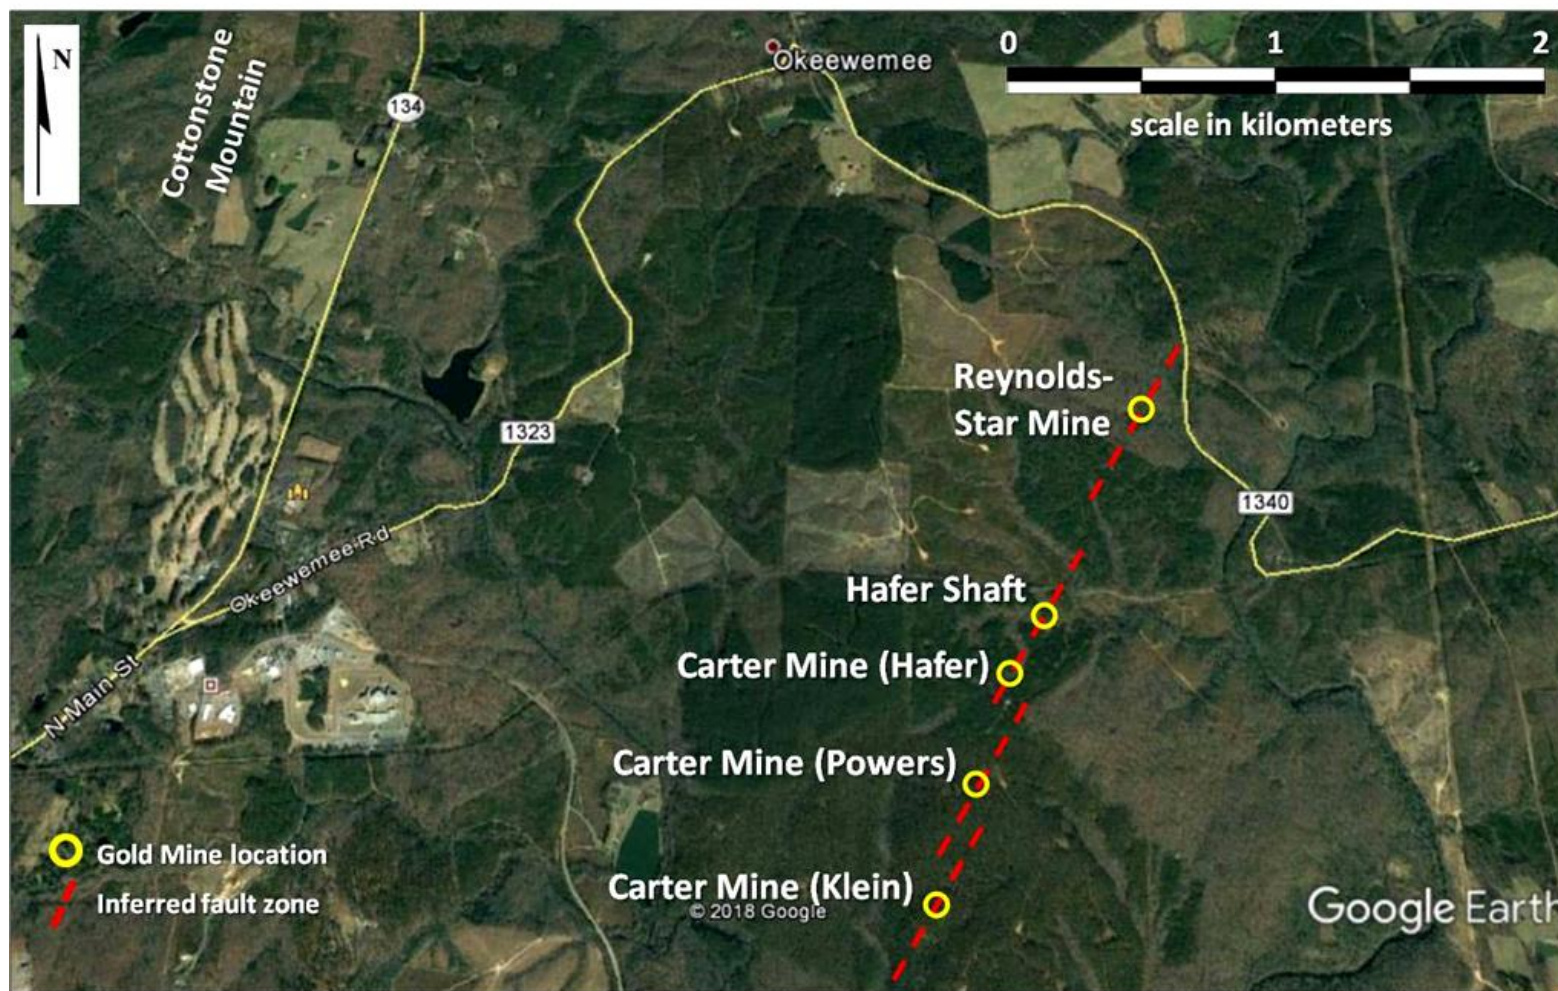 N
Cottonstone
Mountain
134
Okeewemee
0 1 2
scale in kilometers
Reynolds-
Star Mine
1323
1340
Okeewemee Rd
Hafer Shaft
N Main St
Carter Mine (Hafer)
Carter Mine (Powers)
Gold Mine location
Carter Mine (Klein)
Inferred fault zone
© 2018 Google
Google Earth